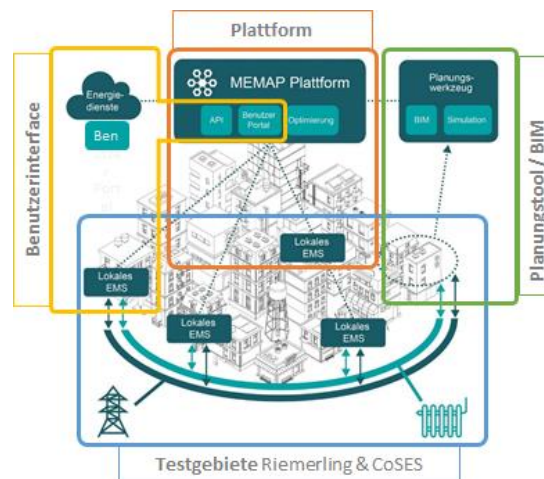 Plattform
Benutzerinterface
Energie-
dienste
Ben
MEMAP Plattform
API
Benutzer
Portal
Optimierung
Planungs-
werkzeug
BIM
Simulation
Planungstool / BIM
Lokales
EMS
Lokales
EMS
Lokales
EMS
Lokales
EMS
Testgebiete Riemerling & CoSES